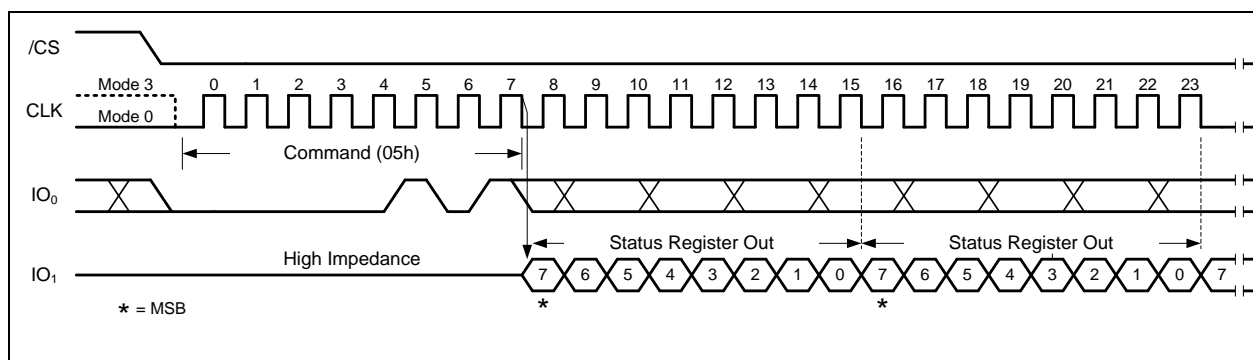 /CS
Mode 3 0 1 2 3 4 5 6 7 8 9 10 11 12 13 14 15 16 17 18 19 20 21 22 23
CLK
Mode 0
Command (05h)
IO0
Status Register Out Status Register Out
High Impedance
IO1 7 6 5 4 3 2 1 0 7 6 5 4 3 2 1 0 7
* *
* = MSB